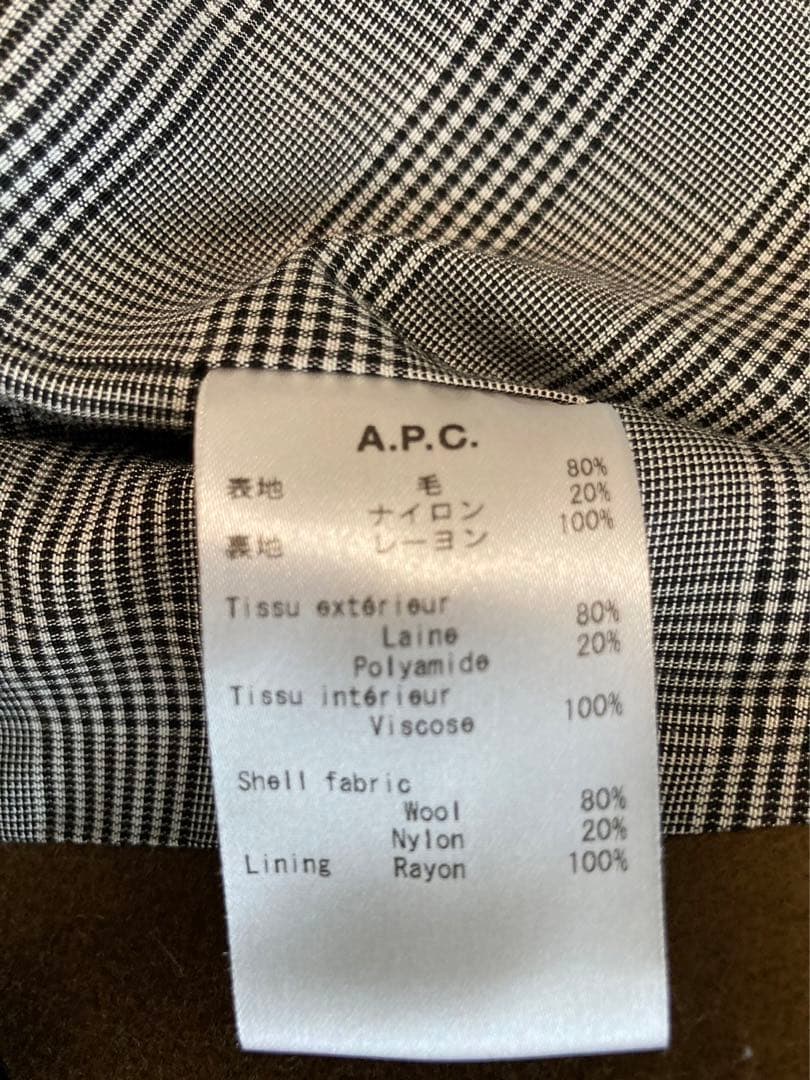 A.P.C.
表地 毛 80%
ナイロン 20%
裏地 レーヨン 100%
Tissu extérieur
Laine 80%
Polyamide 20%
Tissu intérieur
Viscose 100%
Shell fabric
Wool 80%
Nylon 20%
Lining Rayon 100%